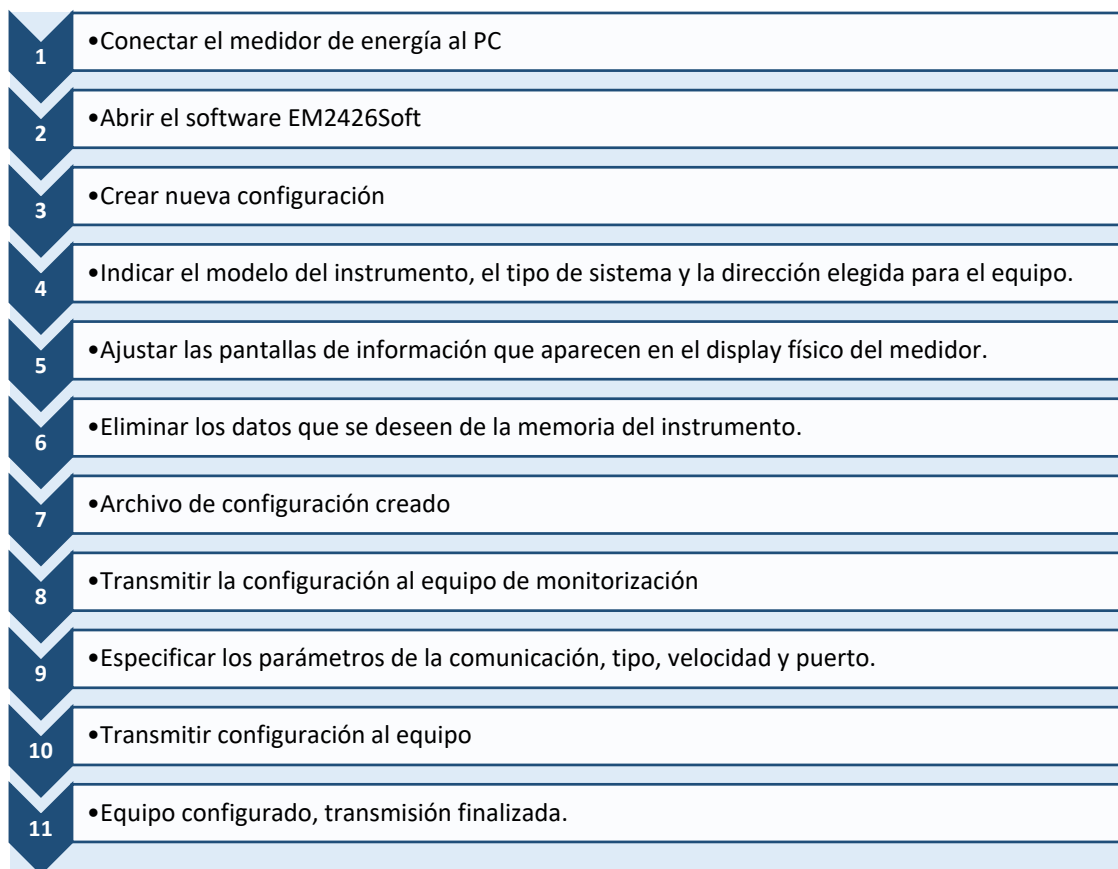 1
•Conectar el medidor de energía al PC
2
•Abrir el software EM2426Soft
3
•Crear nueva configuración
4
•Indicar el modelo del instrumento, el tipo de sistema y la dirección elegida para el equipo.
5
•Ajustar las pantallas de información que aparecen en el display físico del medidor.
6
•Eliminar los datos que se deseen de la memoria del instrumento.
7
•Archivo de configuración creado
8
•Transmitir la configuración al equipo de monitorización
9
•Especificar los parámetros de la comunicación, tipo, velocidad y puerto.
10
•Transmitir configuración al equipo
11
•Equipo configurado, transmisión finalizada.